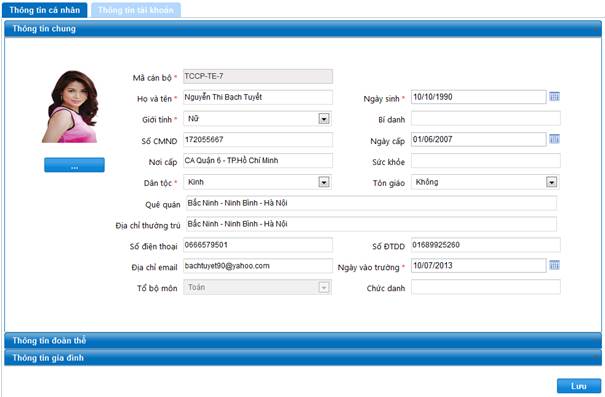 Thông tin cá nhân Thông tin tài khoản
Thông tin chung
Mã cán bộ * TCCP-TE-7
Họ và tên * Nguyễn Thi Bạch Tuyết Ngày sinh * 10/10/1990
Giới tính * Nữ Bí danh
Số CMND 172055667 Ngày cấp 01/06/2007
Nơi cấp CA Quận 6 - TP.Hồ Chí Minh Sức khỏe
Dân tộc * Kinh Tôn giáo * Không
Quê quán Bắc Ninh - Ninh Bình - Hà Nôi
Địa chỉ thường trú Bắc Ninh - Ninh Bình - Hà Nôi
Số điện thoại 0666579501 Số ĐTDD 01689925260
Địa chỉ email bachtuyet90@yahoo.com Ngày vào trường * 10/07/2013
Tổ bộ môn Toán Chức danh
...
Thông tin đoàn thể
Thông tin gia đình
Lưu